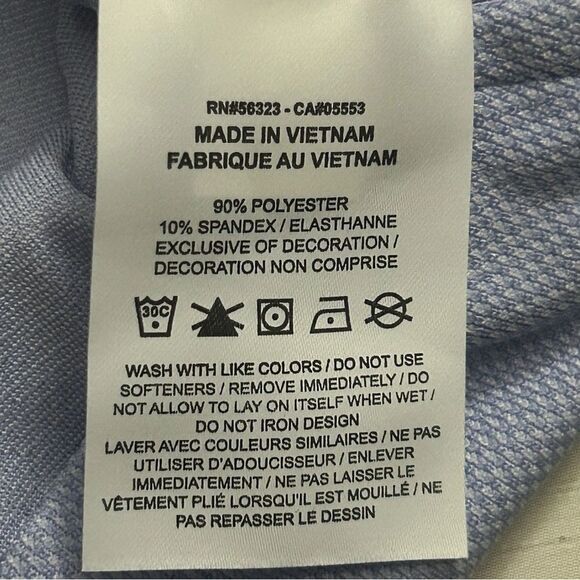 RN#56323 - CA#05553
MADE IN VIETNAM
FABRIQUE AU VIETNAM
90% POLYESTER
10% SPANDEX / ELASTHANNE
EXCLUSIVE OF DECORATION /
DECORATION NON COMPRISE
30C
WASH WITH LIKE COLORS / DO NOT USE
SOFTENERS / REMOVE IMMEDIATELY / DO
NOT ALLOW TO LAY ON ITSELF WHEN WET /
DO NOT IRON DESIGN
LAVER AVEC COULEURS SIMILAIRES / NE PAS
UTILISER D'ADOUCISSEUR / ENLEVER
IMMEDIATEMENT / NE PAS LAISSER LE
VÊTEMENT PLIÉ LORSQU'IL EST MOUILLÉ / NE
PAS REPASSER LE DESSIN